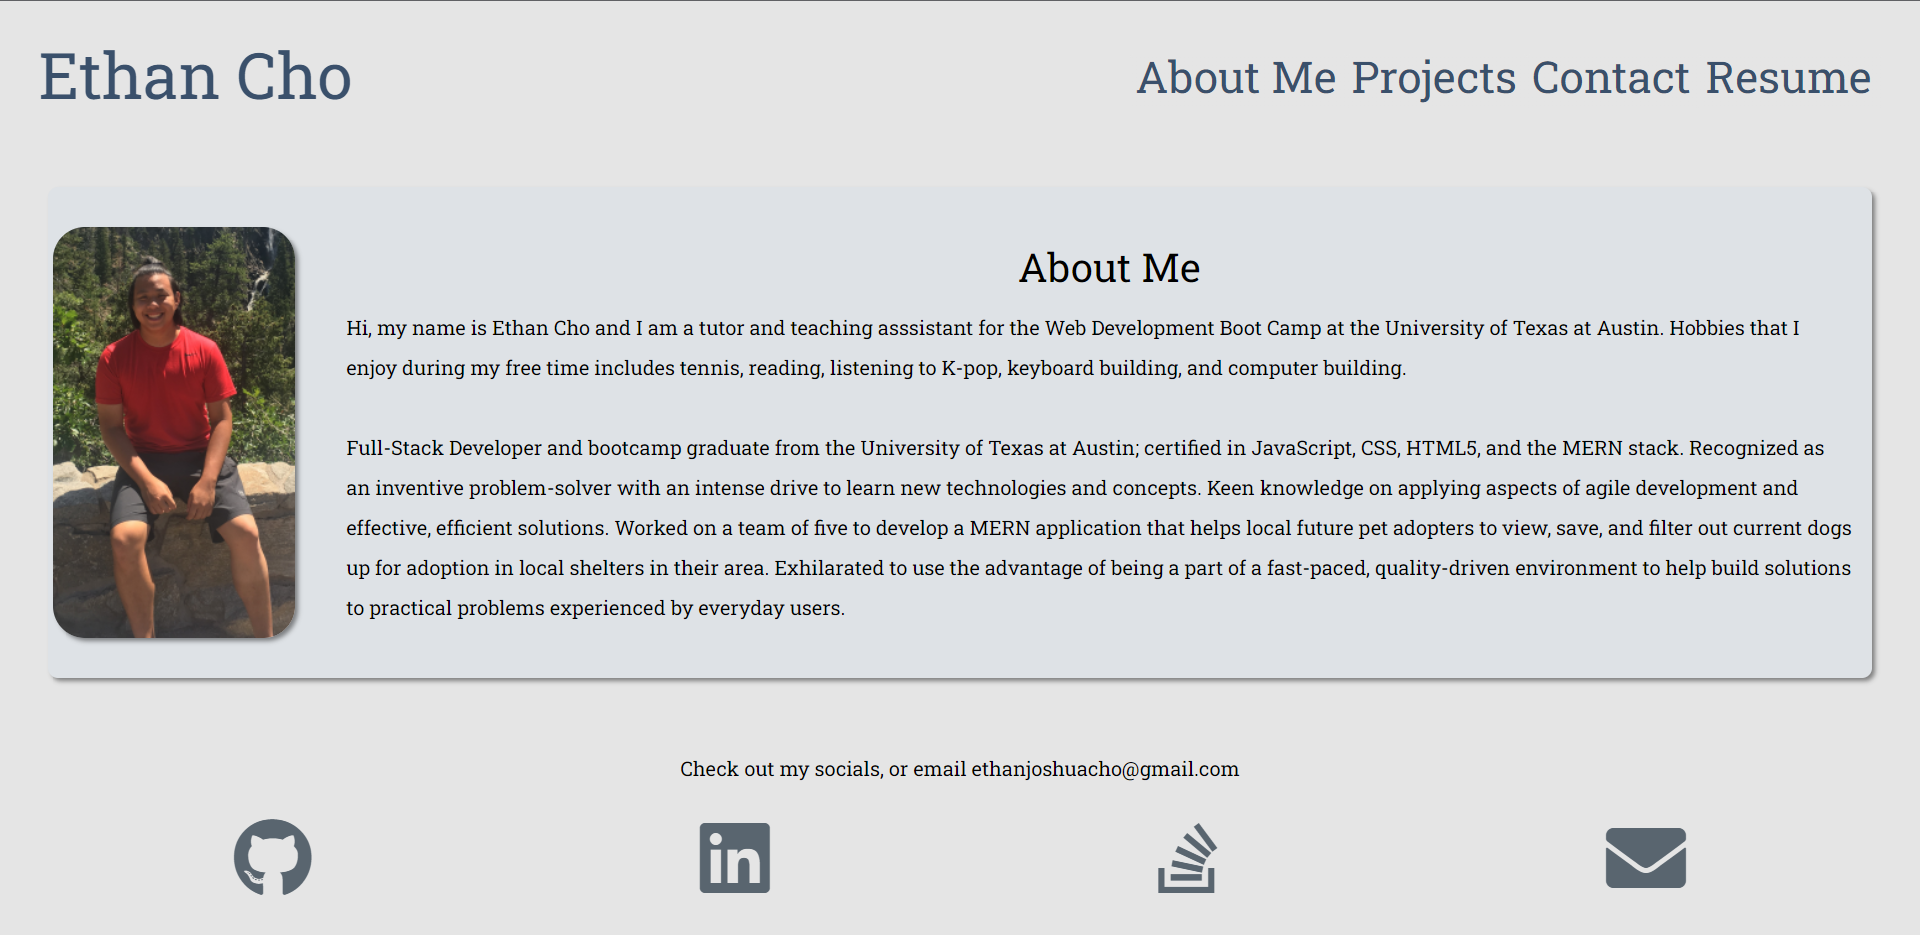 Ethan Cho
About Me Projects Contact Resume
About Me
Hi, my name is Ethan Cho and I am a tutor and teaching asssistant for the Web Development Boot Camp at the University of Texas at Austin. Hobbies that I
enjoy during my free time includes tennis, reading, listening to K-pop, keyboard building, and computer building.
Full-Stack Developer and bootcamp graduate from the University of Texas at Austin; certified in JavaScript, CSS, HTML5, and the MERN stack. Recognized as
an inventive problem-solver with an intense drive to learn new technologies and concepts. Keen knowledge on applying aspects of agile development and
effective, efficient solutions. Worked on a team of five to develop a MERN application that helps local future pet adopters to view, save, and filter out current dogs
up for adoption in local shelters in their area. Exhilarated to use the advantage of being a part of a fast-paced, quality-driven environment to help build solutions
to practical problems experienced by everyday users.
Check out my socials, or email ethanjoshuacho@gmail.com
in